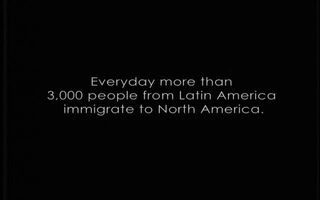 Everyday more than
3,000 people from Latin America
immigrate to North America.